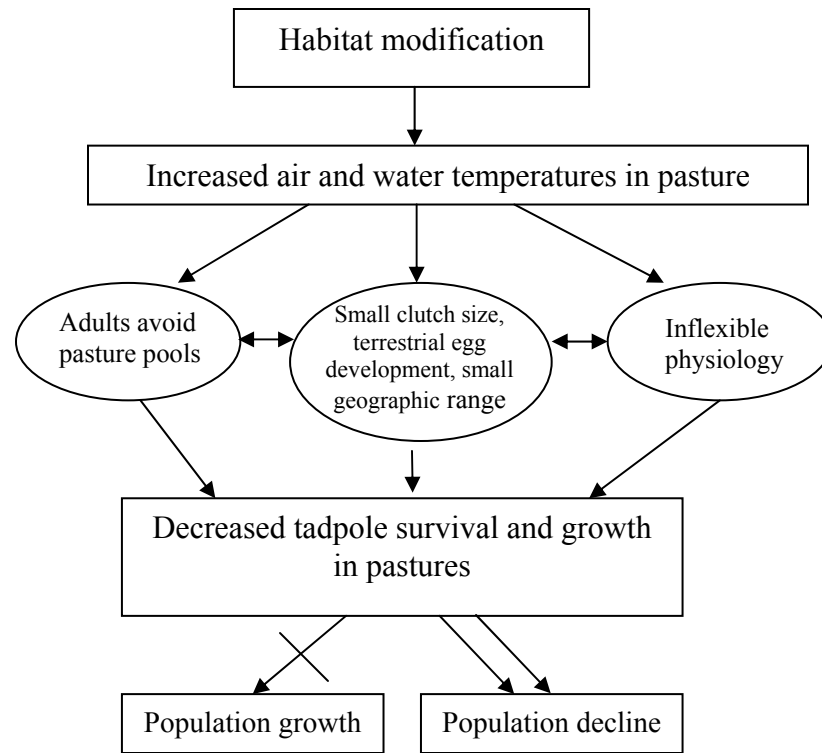 Habitat modification
Increased air and water temperatures in pasture
Adults avoid
pasture pools
Small clutch size,
terrestrial egg
development, small
geographic range
Inflexible
physiology
Decreased tadpole survival and growth
in pastures
Population growth
Population decline